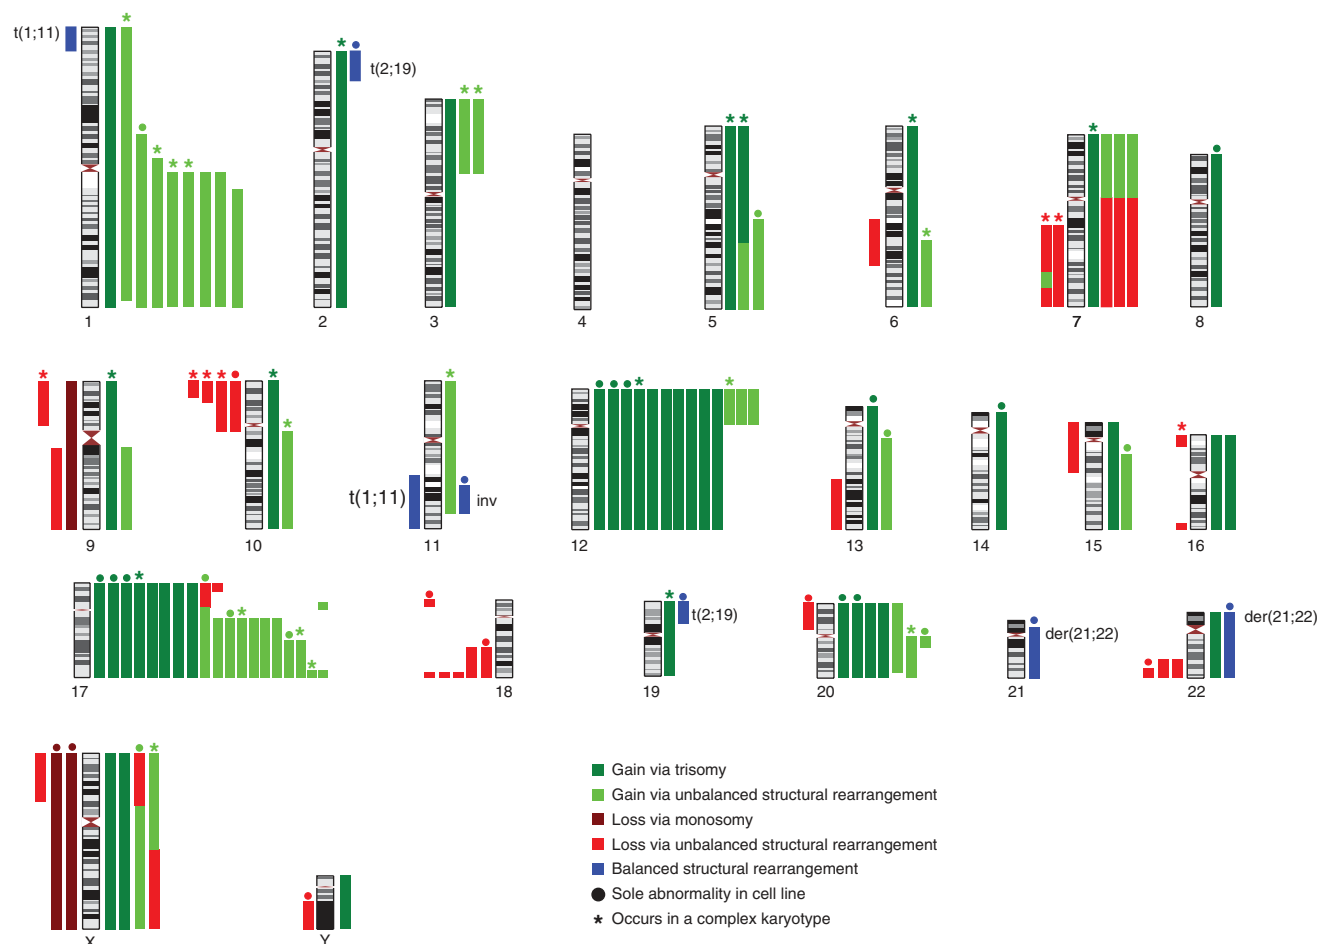 t(1;11)
*
1
* t(2;19)
2
* *
3
4
* *
5
* *
6
* * *
7
8
* *
9
* * * * *
10
t(1;11) * inv
11
*
12
13
14
15
*
16
* * * *
17
18
* t(2;19)
19
*
20
der(21;22)
21
der(21;22)
22
*
X
Y
Gain via trisomy
Gain via unbalanced structural rearrangement
Loss via monosomy
Loss via unbalanced structural rearrangement
Balanced structural rearrangement
Sole abnormality in cell line
* Occurs in a complex karyotype